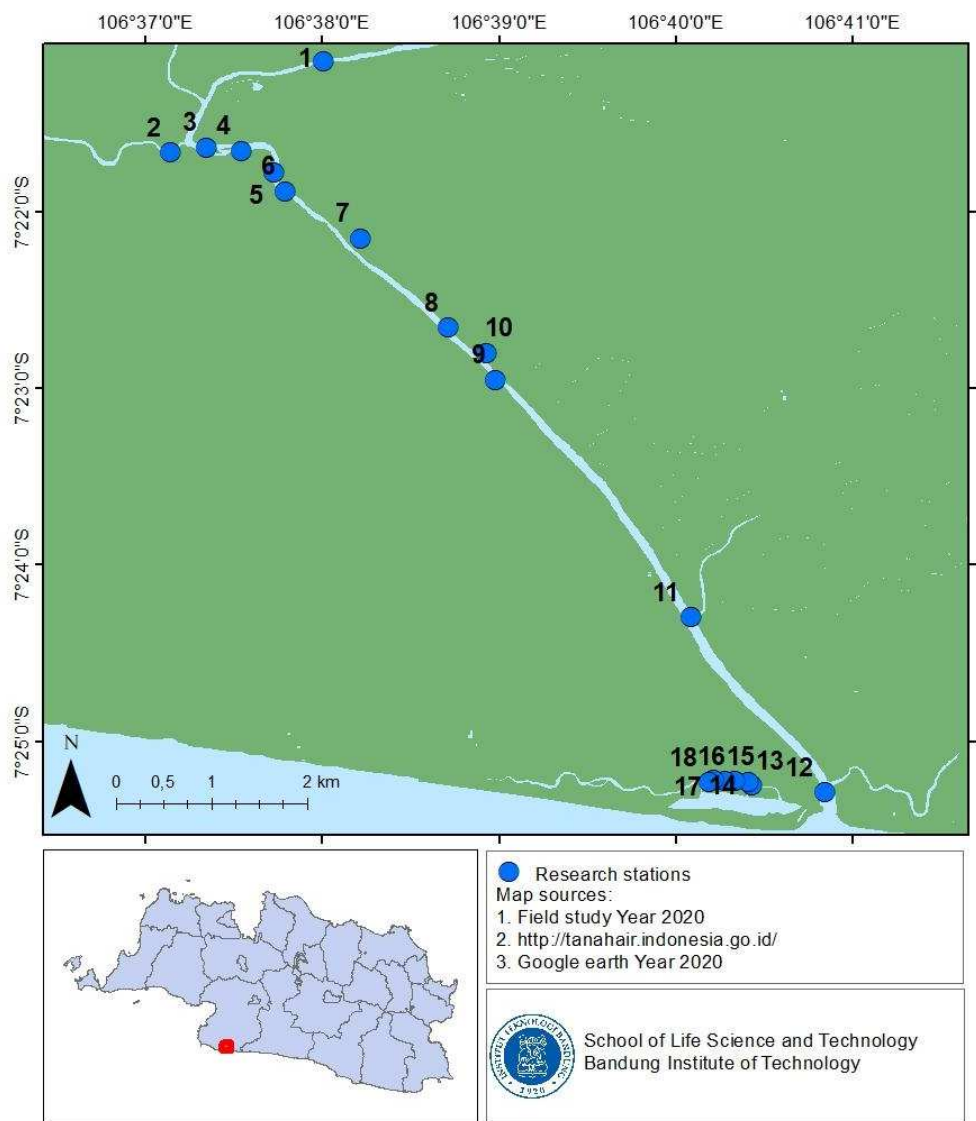 106°37'0"E 106°38'0"E 106°39'0"E 106°40'0"E 106°41'0"E
1
2 3 4
6
5
7
7°22'0"S
8
10
9
7°23'0"S
7°24'0"S
11
7°25'0"S
N
0 0,5 1 2 km
18 16 15 13 12
17 14
Research stations
Map sources:
1. Field study Year 2020
2. http://tanahair.indonesia.go.id/
3. Google earth Year 2020
INSTITUT TEKNOLOGI BANDUNG
1920
School of Life Science and Technology
Bandung Institute of Technology